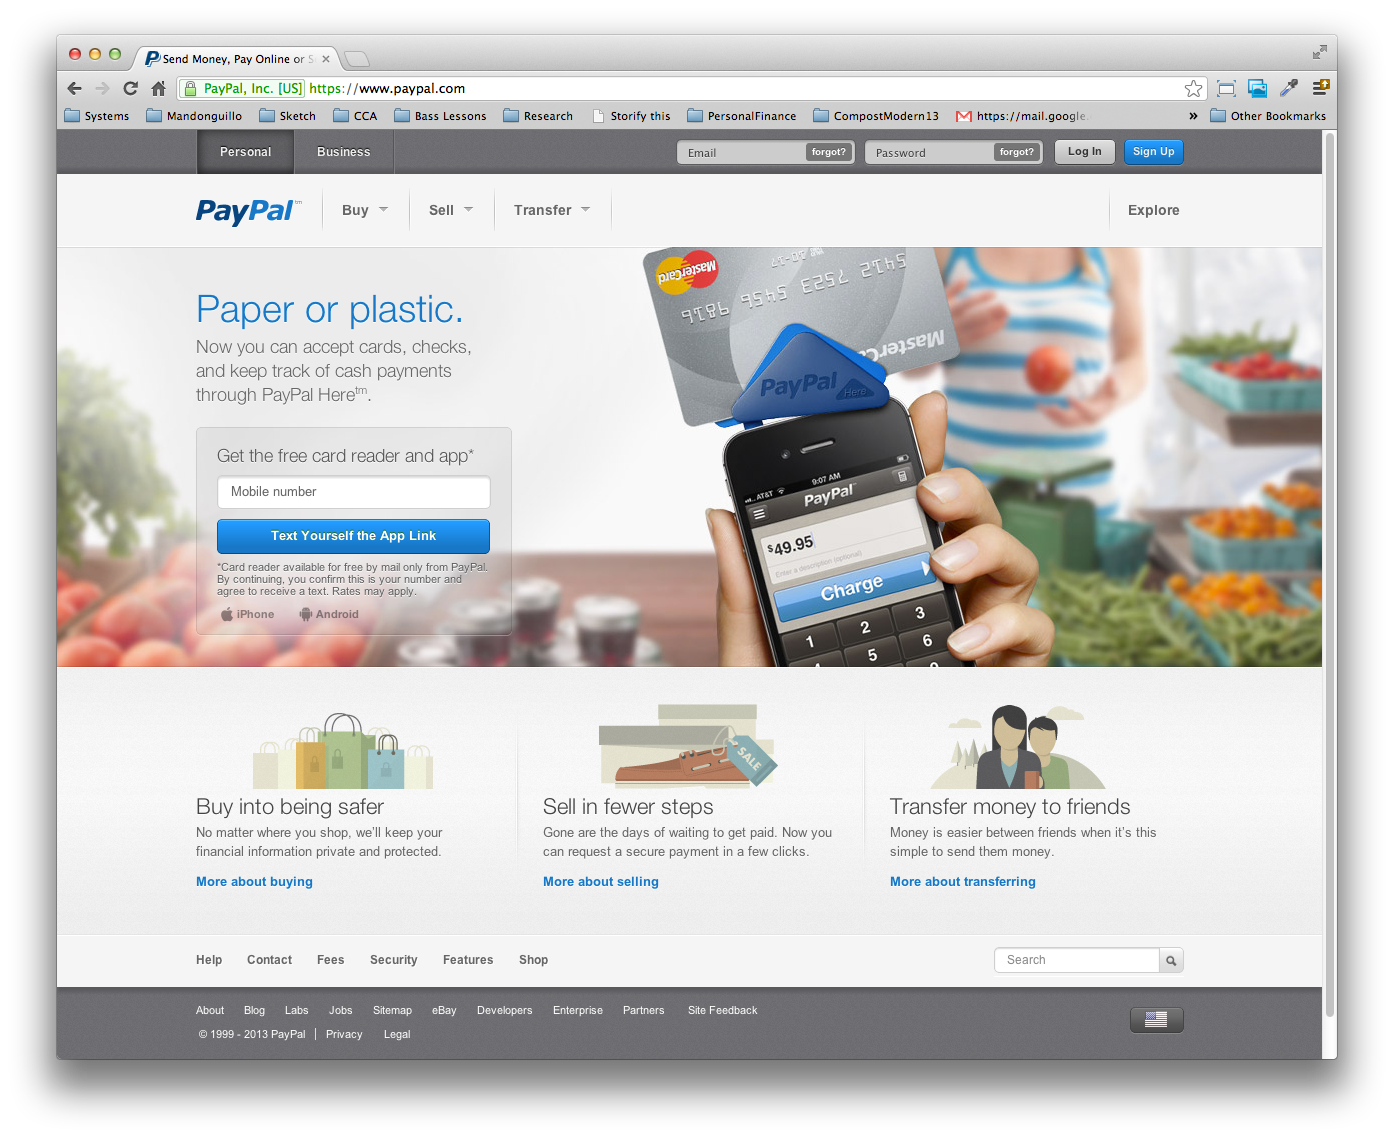 Send Money, Pay Online or S
PayPal, Inc. [US] https://www.paypal.com
Systems Mandonguillo Sketch CCA Bass Lessons Research Storify this PersonalFinance CompostModern13 https://mail.google. » Other Bookmarks
Personal Business Email forgot? Password forgot? Log In Sign Up
PayPal™ Buy Sell Transfer Explore
Paper or plastic.
Now you can accept cards, checks,
and keep track of cash payments
through PayPal Here™.
Get the free card reader and app*
Mobile number
Text Yourself the App Link
*Card reader available for free by mail only from PayPal.
By continuing, you confirm this is your number and
agree to receive a text. Rates may apply.
iPhone Android
MasterCard
10-17
5412 7523 9545 9816
MasterCard
PayPal
Here
AT&T 9:07 AM
PayPal™
$49.95
Enter a description (optional)
Charge
1 2 3
4 5 6
SALE
Buy into being safer
No matter where you shop, we'll keep your
financial information private and protected.
More about buying
Sell in fewer steps
Gone are the days of waiting to get paid. Now you
can request a secure payment in a few clicks.
More about selling
Transfer money to friends
Money is easier between friends when it's this
simple to send them money.
More about transferring
Help Contact Fees Security Features Shop Search
About Blog Labs Jobs Sitemap eBay Developers Enterprise Partners Site Feedback
© 1999 - 2013 PayPal | Privacy Legal